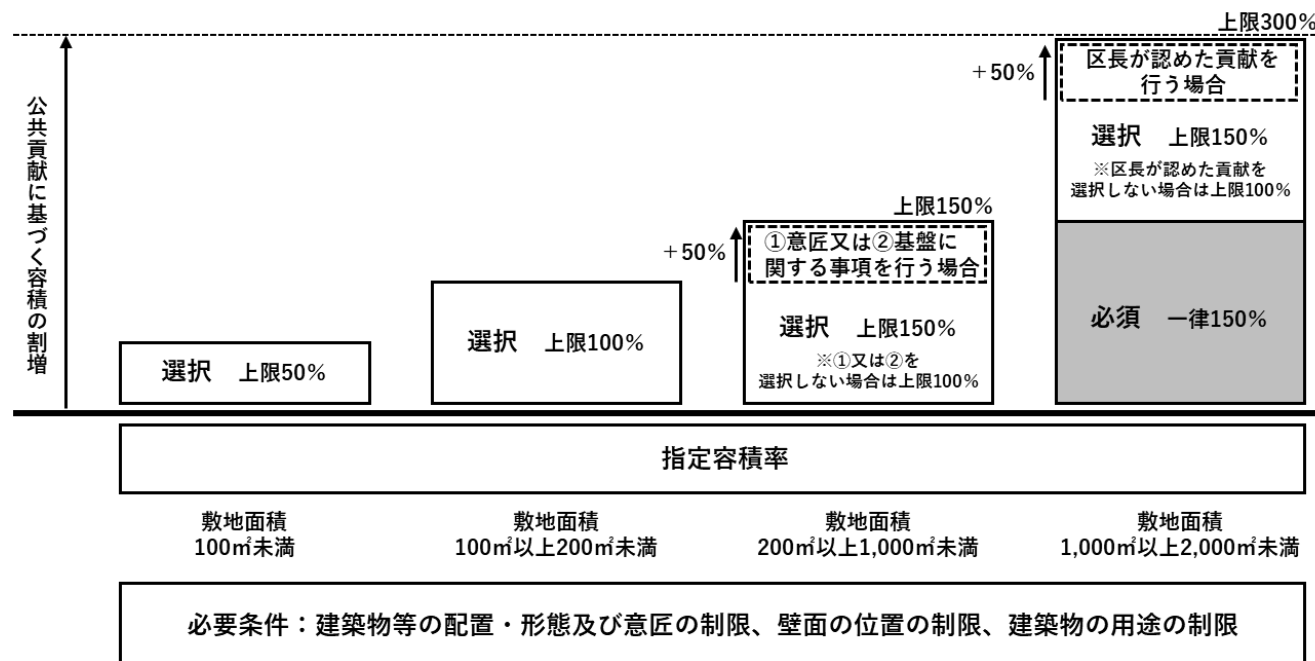 上限300%
公共貢献に基づく容積の割増
+50%
区長が認めた貢献を
行う場合
選択 上限150%
※区長が認めた貢献を
選択しない場合は上限100%
必須 一律150%
上限150%
+50%
①意匠又は②基盤に
関する事項を行う場合
選択 上限150%
※①又は②を
選択しない場合は上限100%
選択 上限100%
選択 上限50%
指定容積率
敷地面積
100㎡未満
敷地面積
100㎡以上200㎡未満
敷地面積
200㎡以上1,000㎡未満
敷地面積
1,000㎡以上2,000㎡未満
必要条件：建築物等の配置・形態及び意匠の制限、壁面の位置の制限、建築物の用途の制限